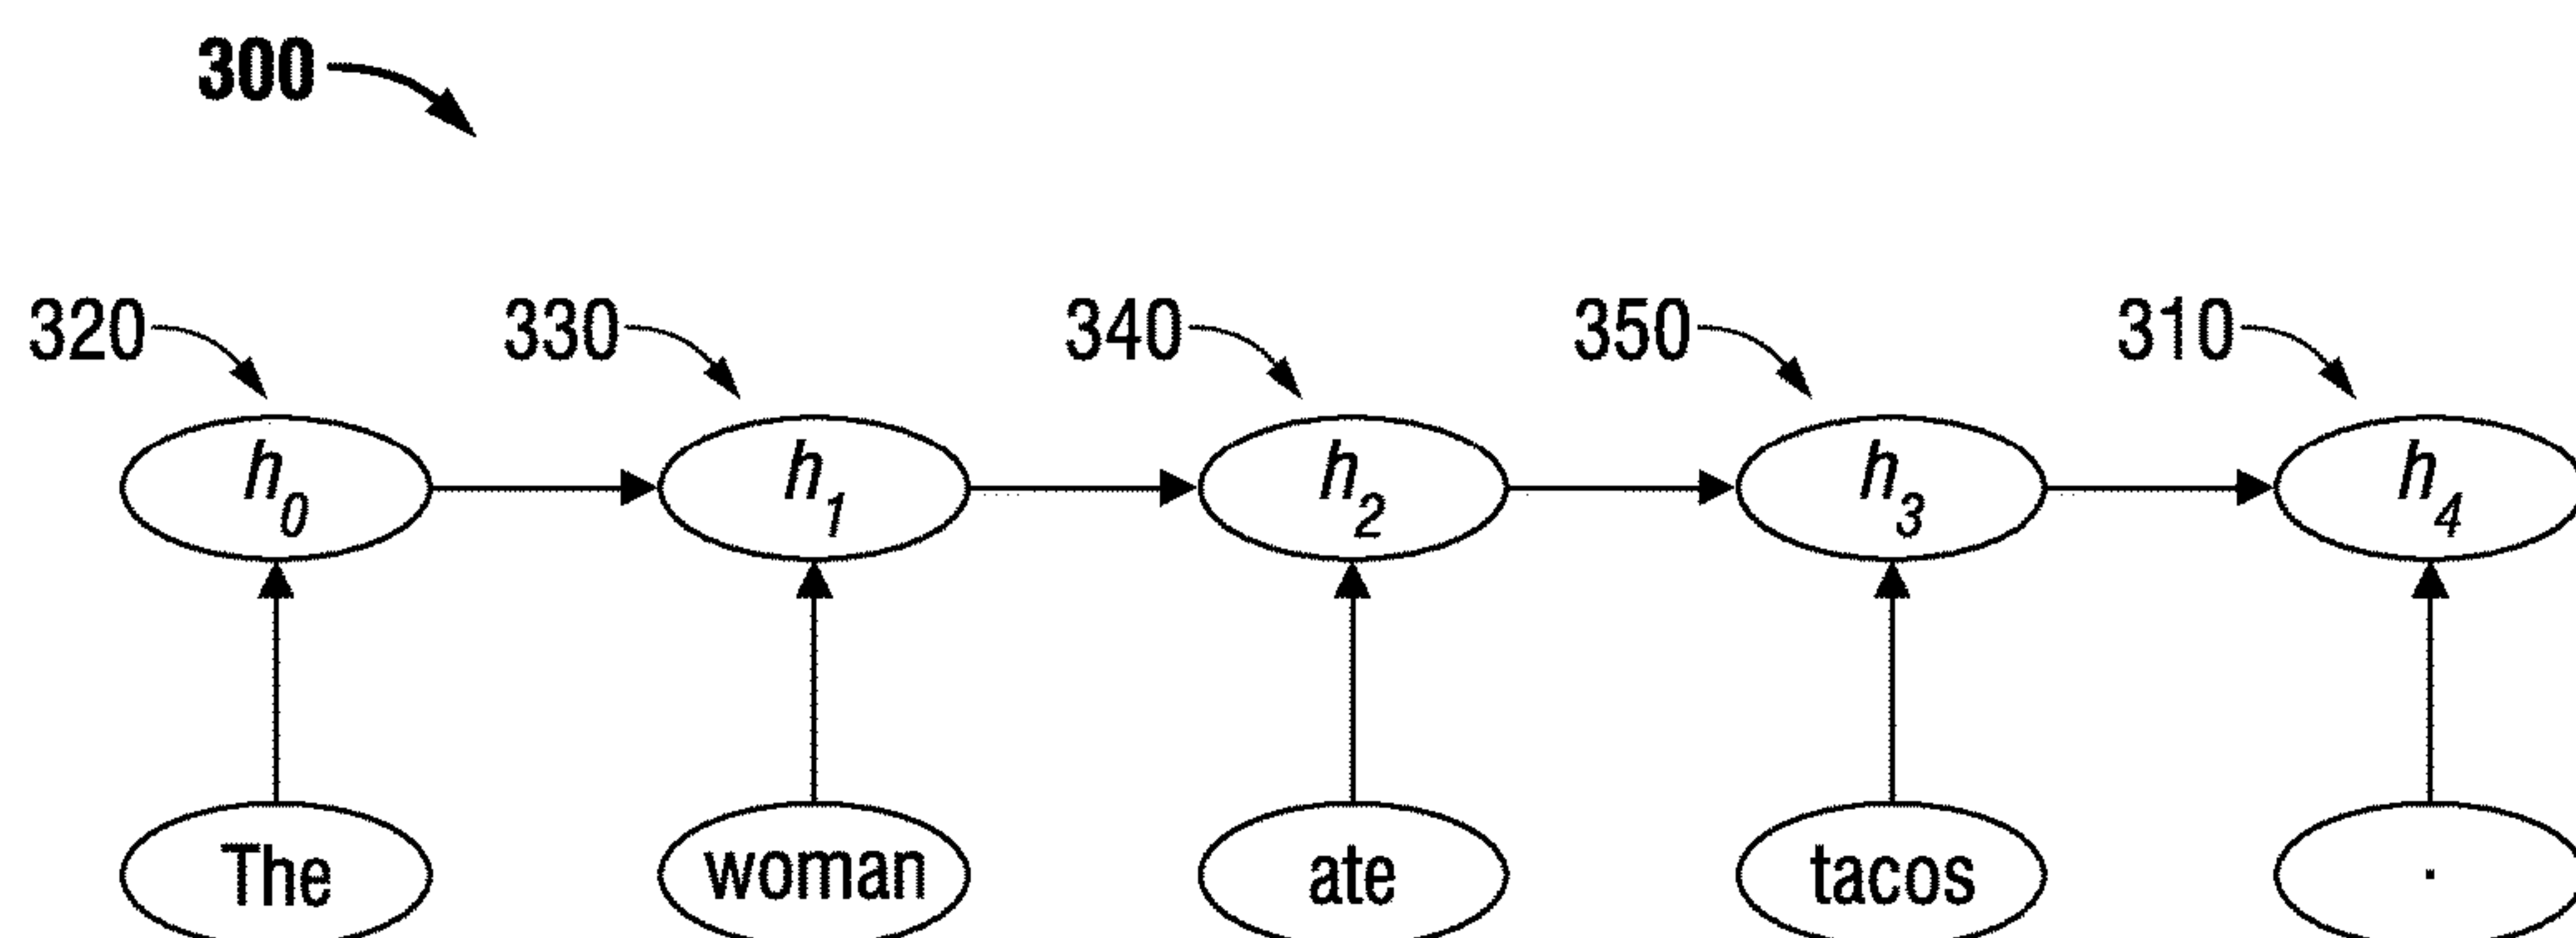 300
320 330 340 350 310
h0 h1 h2 h3 h4
The woman ate tacos .